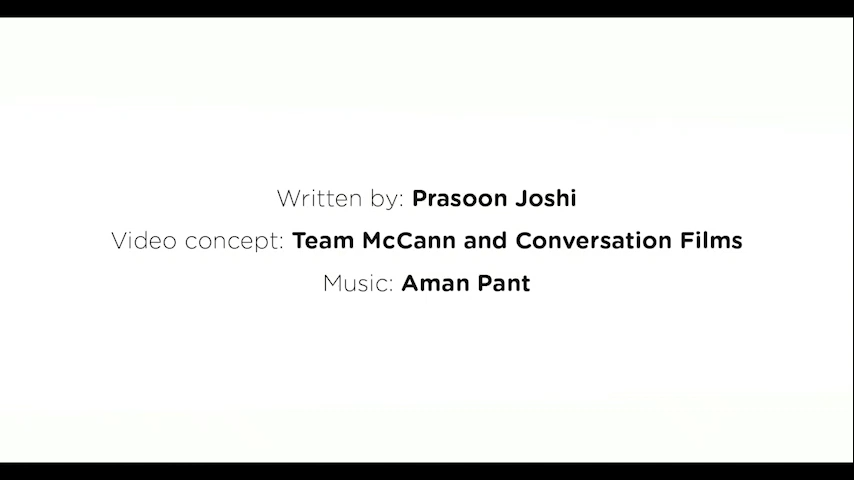 Written by: Prasoon Joshi
Video concept: Team McCann and Conversation Films
Music: Aman Pant